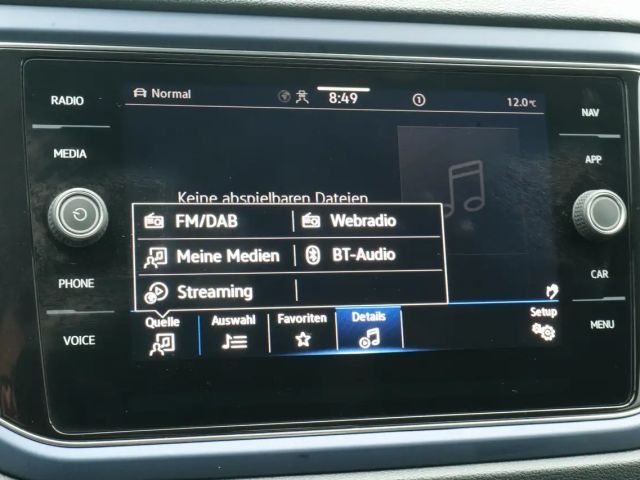 RADIO
MEDIA
PHONE
VOICE
Normal
8:49
1
12.0 °C
Keine abspielbaren Dateien
FM/DAB
Webradio
Meine Medien
BT-Audio
Streaming
Quelle
Auswahl
Favoriten
Details
Setup
NAV
APP
CAR
MENU